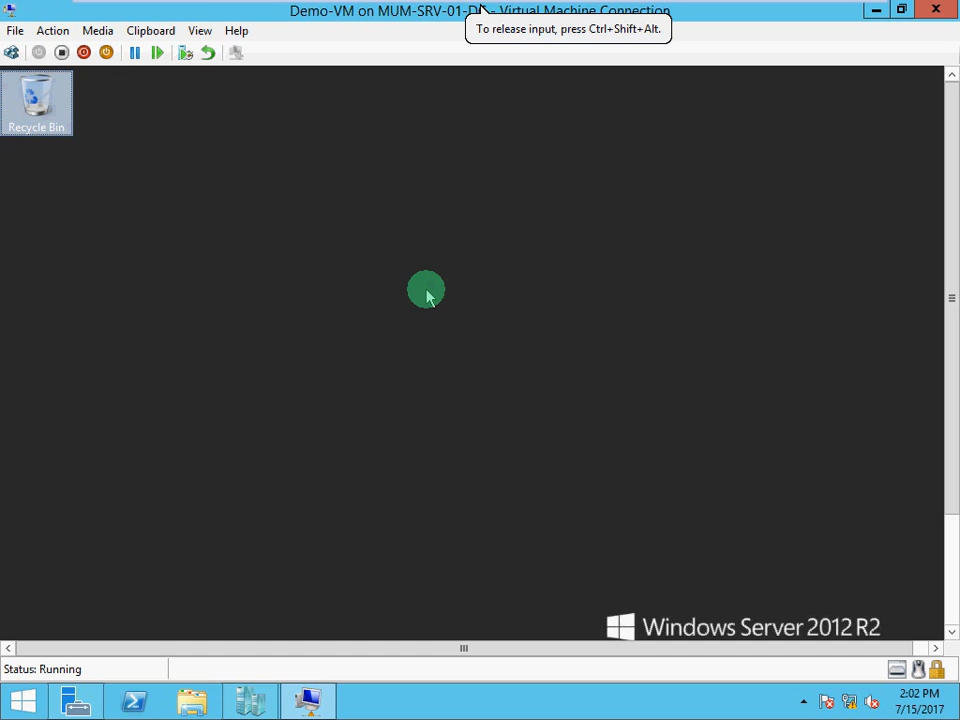 Demo-VM on MUM-SRV-01-D - Virtual Machine Connection
To release input, press Ctrl+Shift+Alt.
File Action Media Clipboard View Help
Recycle Bin
Windows Server 2012 R2
Status: Running
2:02 PM
7/15/2017